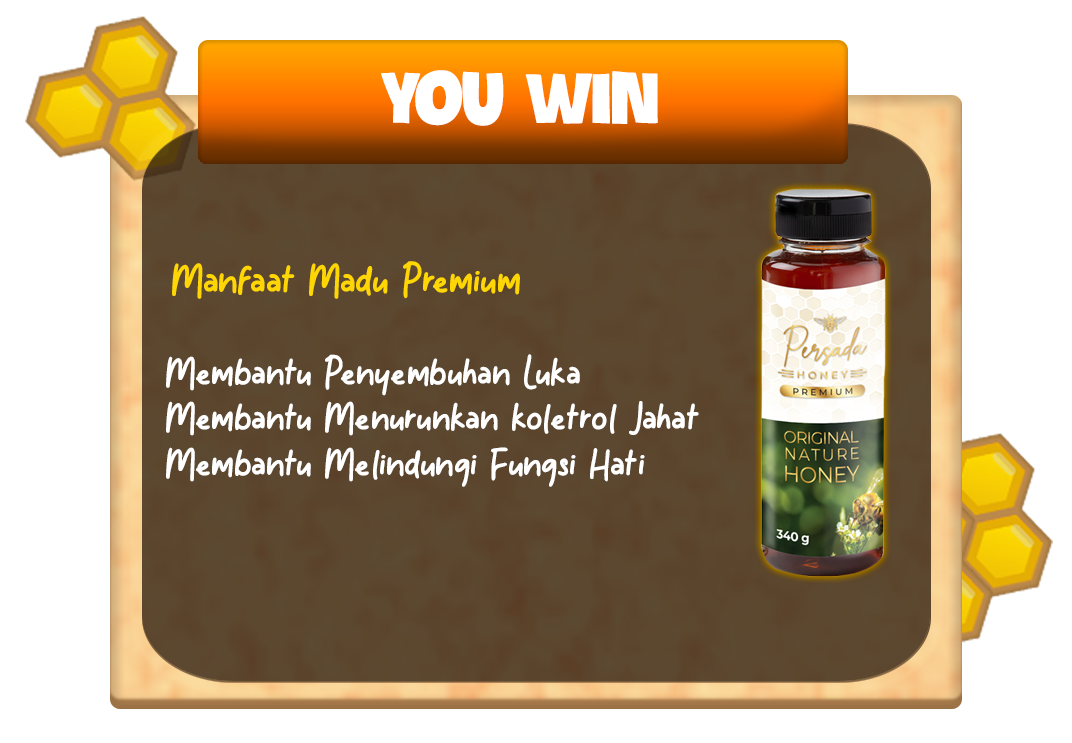 YOU WIN
Manfaat Madu Premium
Membantu Penyembuhan Luka
Membantu Menurunkan koletrol Jahat
Membantu Melindungi Fungsi Hati
Persada
HONEY
PREMIUM
ORIGINAL
NATURE
HONEY
340 g